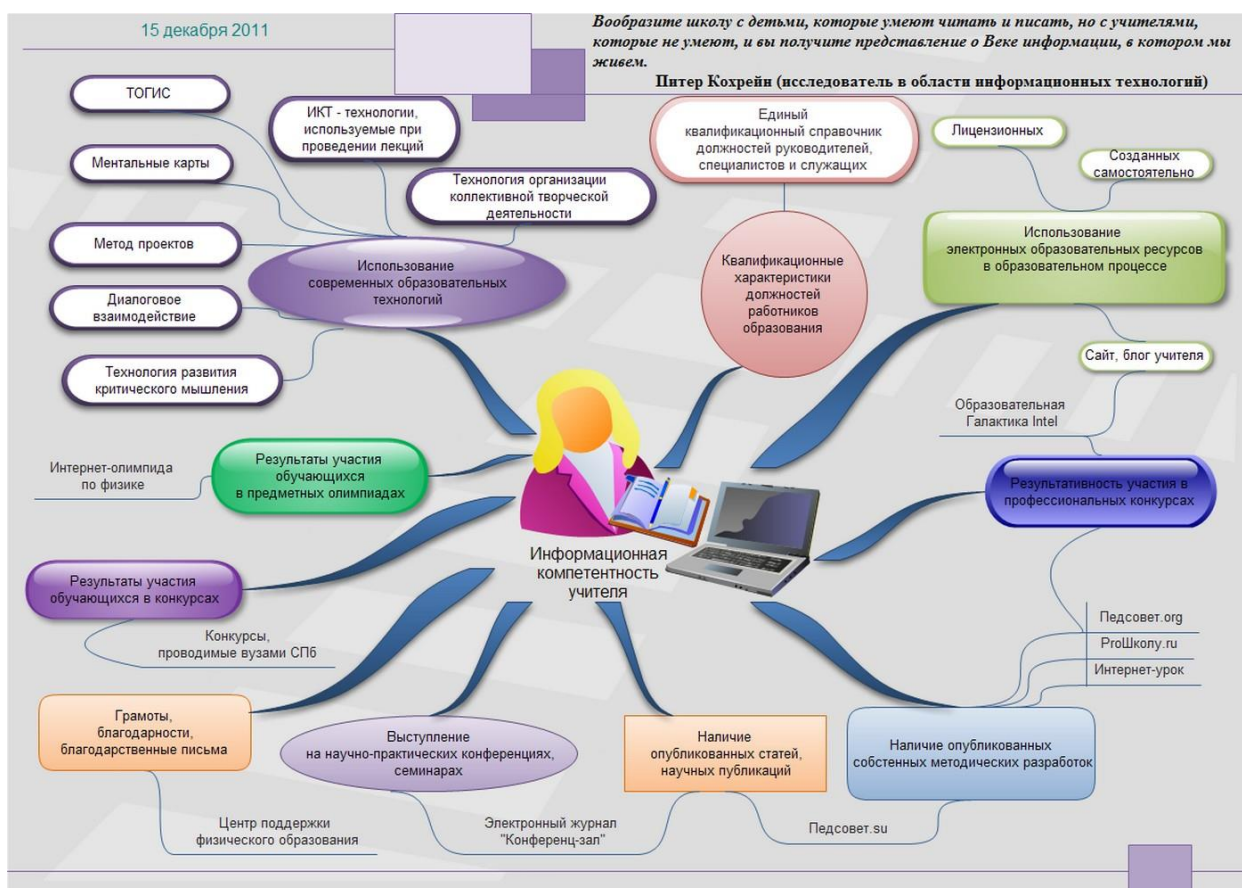 15 декабря 2011
Вообразите школу с детьми, которые умеют читать и писать, но с учителями,
которые не умеют, и вы получите представление о Веке информации, в котором мы
живем.
Питер Кохрейн (исследователь в области информационных технологий)
ТОГИС
ИКТ - технологии,
используемые при
проведении лекций
Ментальные карты
Технология организации
коллективной творческой
деятельности
Метод проектов
Использование
современных образовательных
технологий
Диалоговое
взаимодействие
Технология развития
критического мышления
Единый
квалификационный справочник
должностей руководителей,
специалистов и служащих
Квалификационные
характеристики
должностей
работников
образования
Лицензионных
Созданных
самостоятельно
Использование
электронных образовательных ресурсов
в образовательном процессе
Сайт, блог учителя
Образовательная
Галактика Intel
Результативность участия в
профессиональных конкурсах
Интернет-олимпида
по физике
Результаты участия
обучающихся
в предметных олимпиадах
Информационная
компетентность
учителя
Результаты участия
обучающихся в конкурсах
Конкурсы,
проводимые вузами СПб
Педсовет.org
ProШколу.ru
Интернет-урок
Грамоты,
благодарности,
благодарственные письма
Выступление
на научно-практических конференциях,
семинарах
Наличие
опубликованных статей,
научных публикаций
Наличие опубликованных
собстенных методических разработок
Центр поддержки
физического образования
Электронный журнал
"Конференц-зал"
Педсовет.su